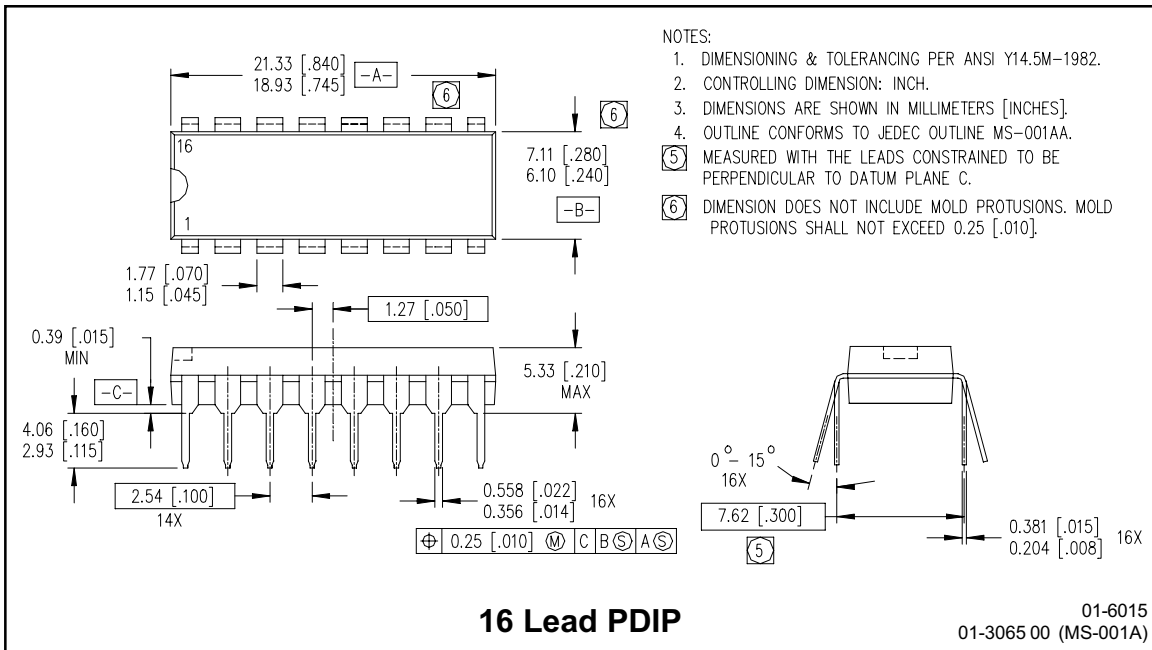 21.33 [.840]
18.93 [.745]
-A-
6
6
16
1
7.11 [.280]
6.10 [.240]
-B-
NOTES:
1. DIMENSIONING & TOLERANCING PER ANSI Y14.5M-1982.
2. CONTROLLING DIMENSION: INCH.
3. DIMENSIONS ARE SHOWN IN MILLIMETERS [INCHES].
4. OUTLINE CONFORMS TO JEDEC OUTLINE MS-001AA.
5 MEASURED WITH THE LEADS CONSTRAINED TO BE
PERPENDICULAR TO DATUM PLANE C.
6 DIMENSION DOES NOT INCLUDE MOLD PROTUSIONS. MOLD
PROTUSIONS SHALL NOT EXCEED 0.25 [.010].
1.77 [.070]
1.15 [.045]
1.27 [.050]
0.39 [.015]
MIN
-C-
5.33 [.210]
MAX
4.06 [.160]
2.93 [.115]
2.54 [.100]
14X
0.558 [.022]
0.356 [.014]
16X
⌖ 0.25 [.010] Ⓜ C B Ⓢ A Ⓢ
0° - 15°
16X
7.62 [.300]
5
0.381 [.015]
0.204 [.008]
16X
16 Lead PDIP
01-6015
01-3065 00 (MS-001A)